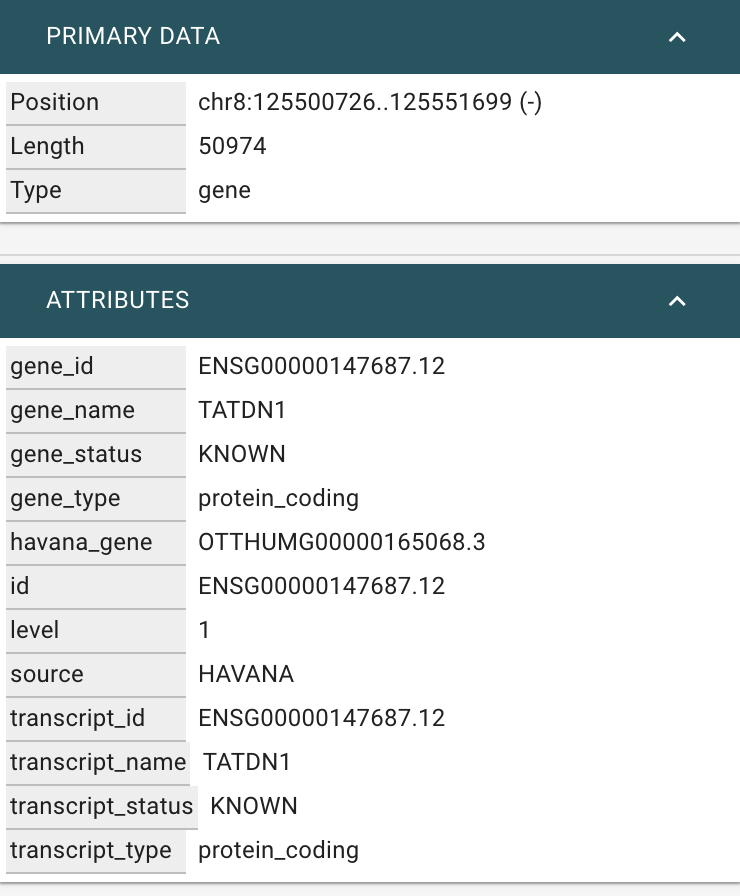 PRIMARY DATA
Position chr8:125500726..125551699 (-)
Length 50974
Type gene
ATTRIBUTES
gene_id ENSG00000147687.12
gene_name TATDN1
gene_status KNOWN
gene_type protein_coding
havana_gene OTTHUMG00000165068.3
id ENSG00000147687.12
level 1
source HAVANA
transcript_id ENSG00000147687.12
transcript_name TATDN1
transcript_status KNOWN
transcript_type protein_coding